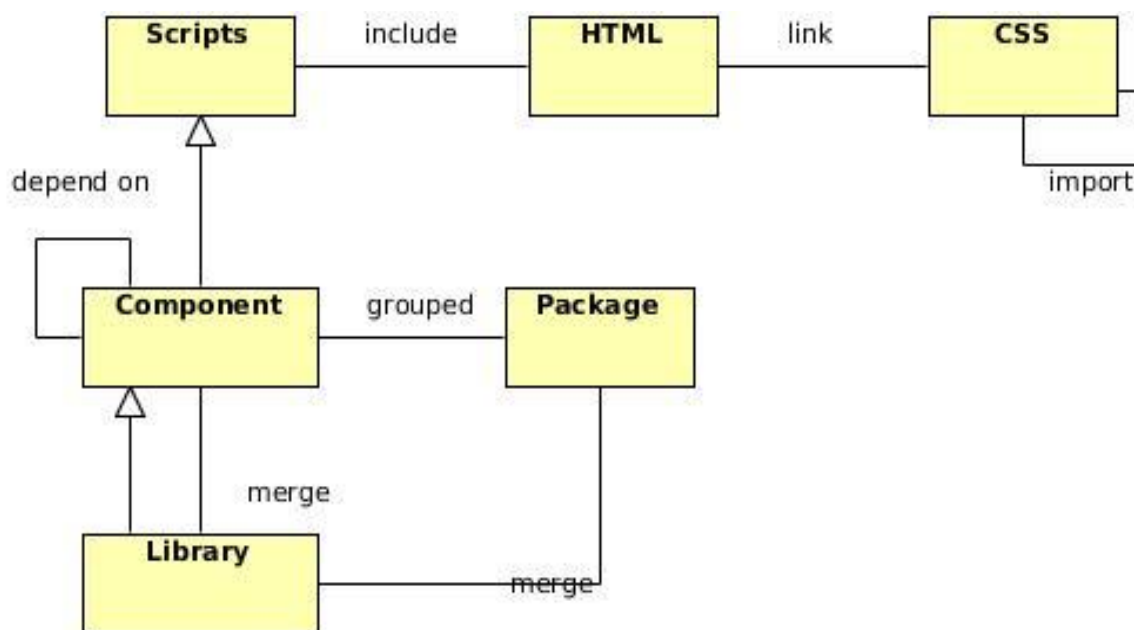 Scripts
include
HTML
link
CSS
depend on
import
Component
grouped
Package
merge
Library
merge